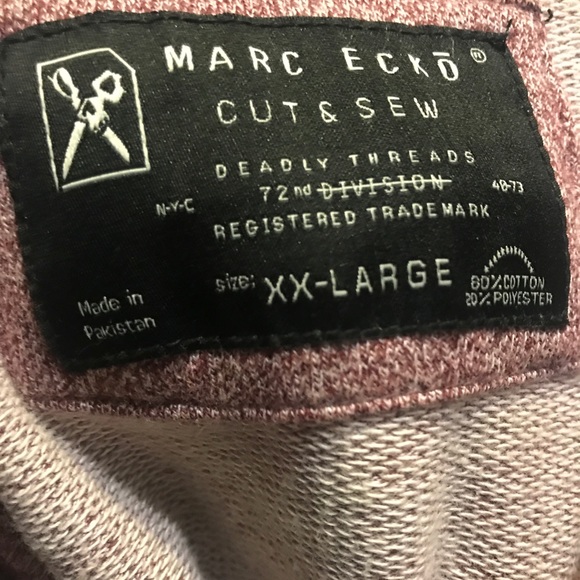 MARC ECKŌ®
CUT & SEW
DEADLY THREADS
N-Y-C 72nd DIVISION 40-73
REGISTERED TRADEMARK
size: XX-LARGE
80% COTTON
20% POLYESTER
Made in
Pakistan